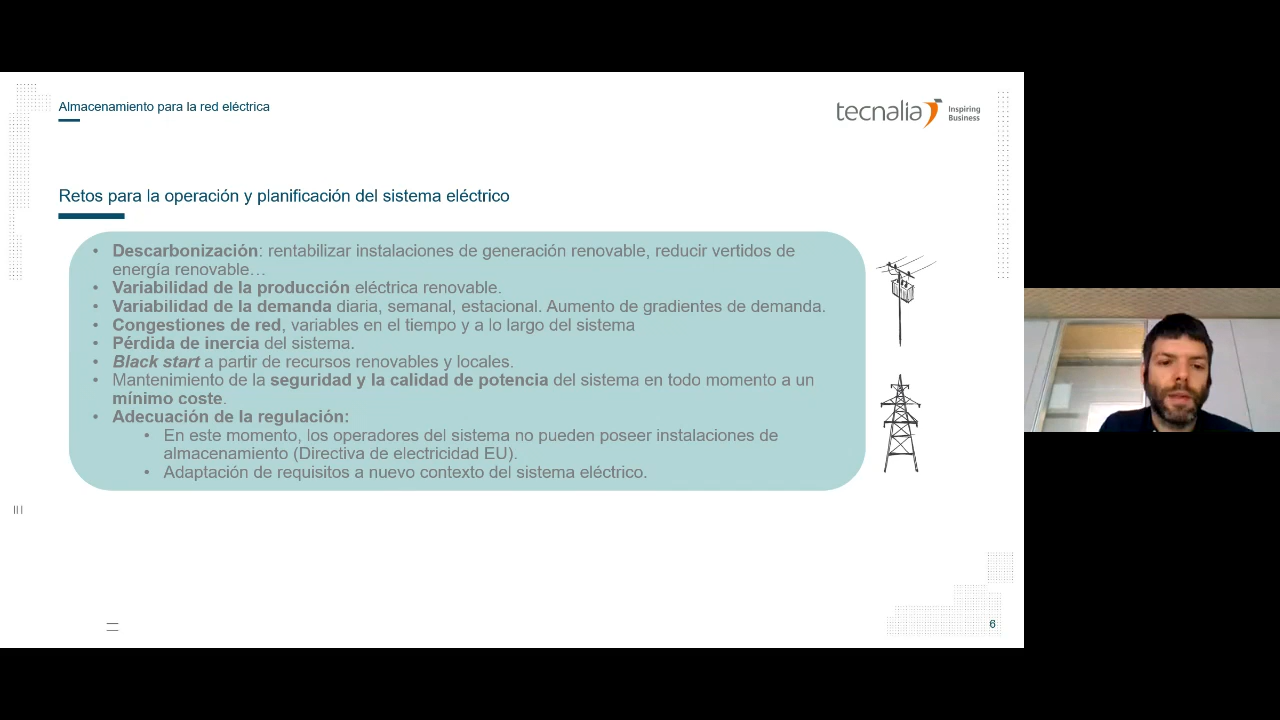 Almacenamiento para la red eléctrica
tecnalia Inspiring
Business
Retos para la operación y planificación del sistema eléctrico
• Descarbonización: rentabilizar instalaciones de generación renovable, reducir vertidos de
energía renovable…
• Variabilidad de la producción eléctrica renovable.
• Variabilidad de la demanda diaria, semanal, estacional. Aumento de gradientes de demanda.
• Congestiones de red, variables en el tiempo y a lo largo del sistema
• Pérdida de inercia del sistema.
• Black start a partir de recursos renovables y locales.
• Mantenimiento de la seguridad y la calidad de potencia del sistema en todo momento a un
mínimo coste.
• Adecuación de la regulación:
• En este momento, los operadores del sistema no pueden poseer instalaciones de
almacenamiento (Directiva de electricidad EU).
• Adaptación de requisitos a nuevo contexto del sistema eléctrico.
6